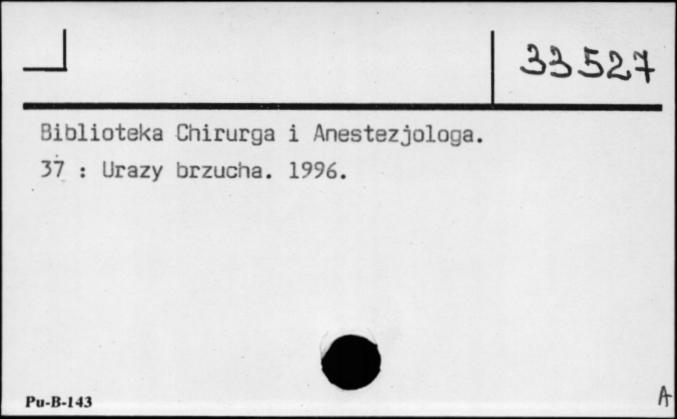 33527
Biblioteka Chirurga i Anestezjologa.
37 : Urazy brzucha. 1996.
Pu-B-143
A